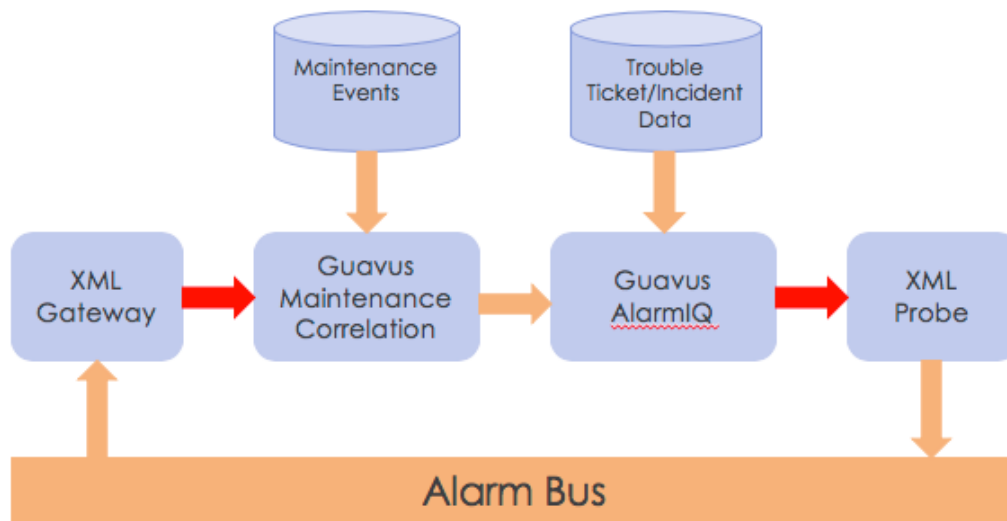 Maintenance
Events
Trouble
Ticket/Incident
Data
XML
Gateway
Guavus
Maintenance
Correlation
Guavus
AlarmIQ
XML
Probe
Alarm Bus